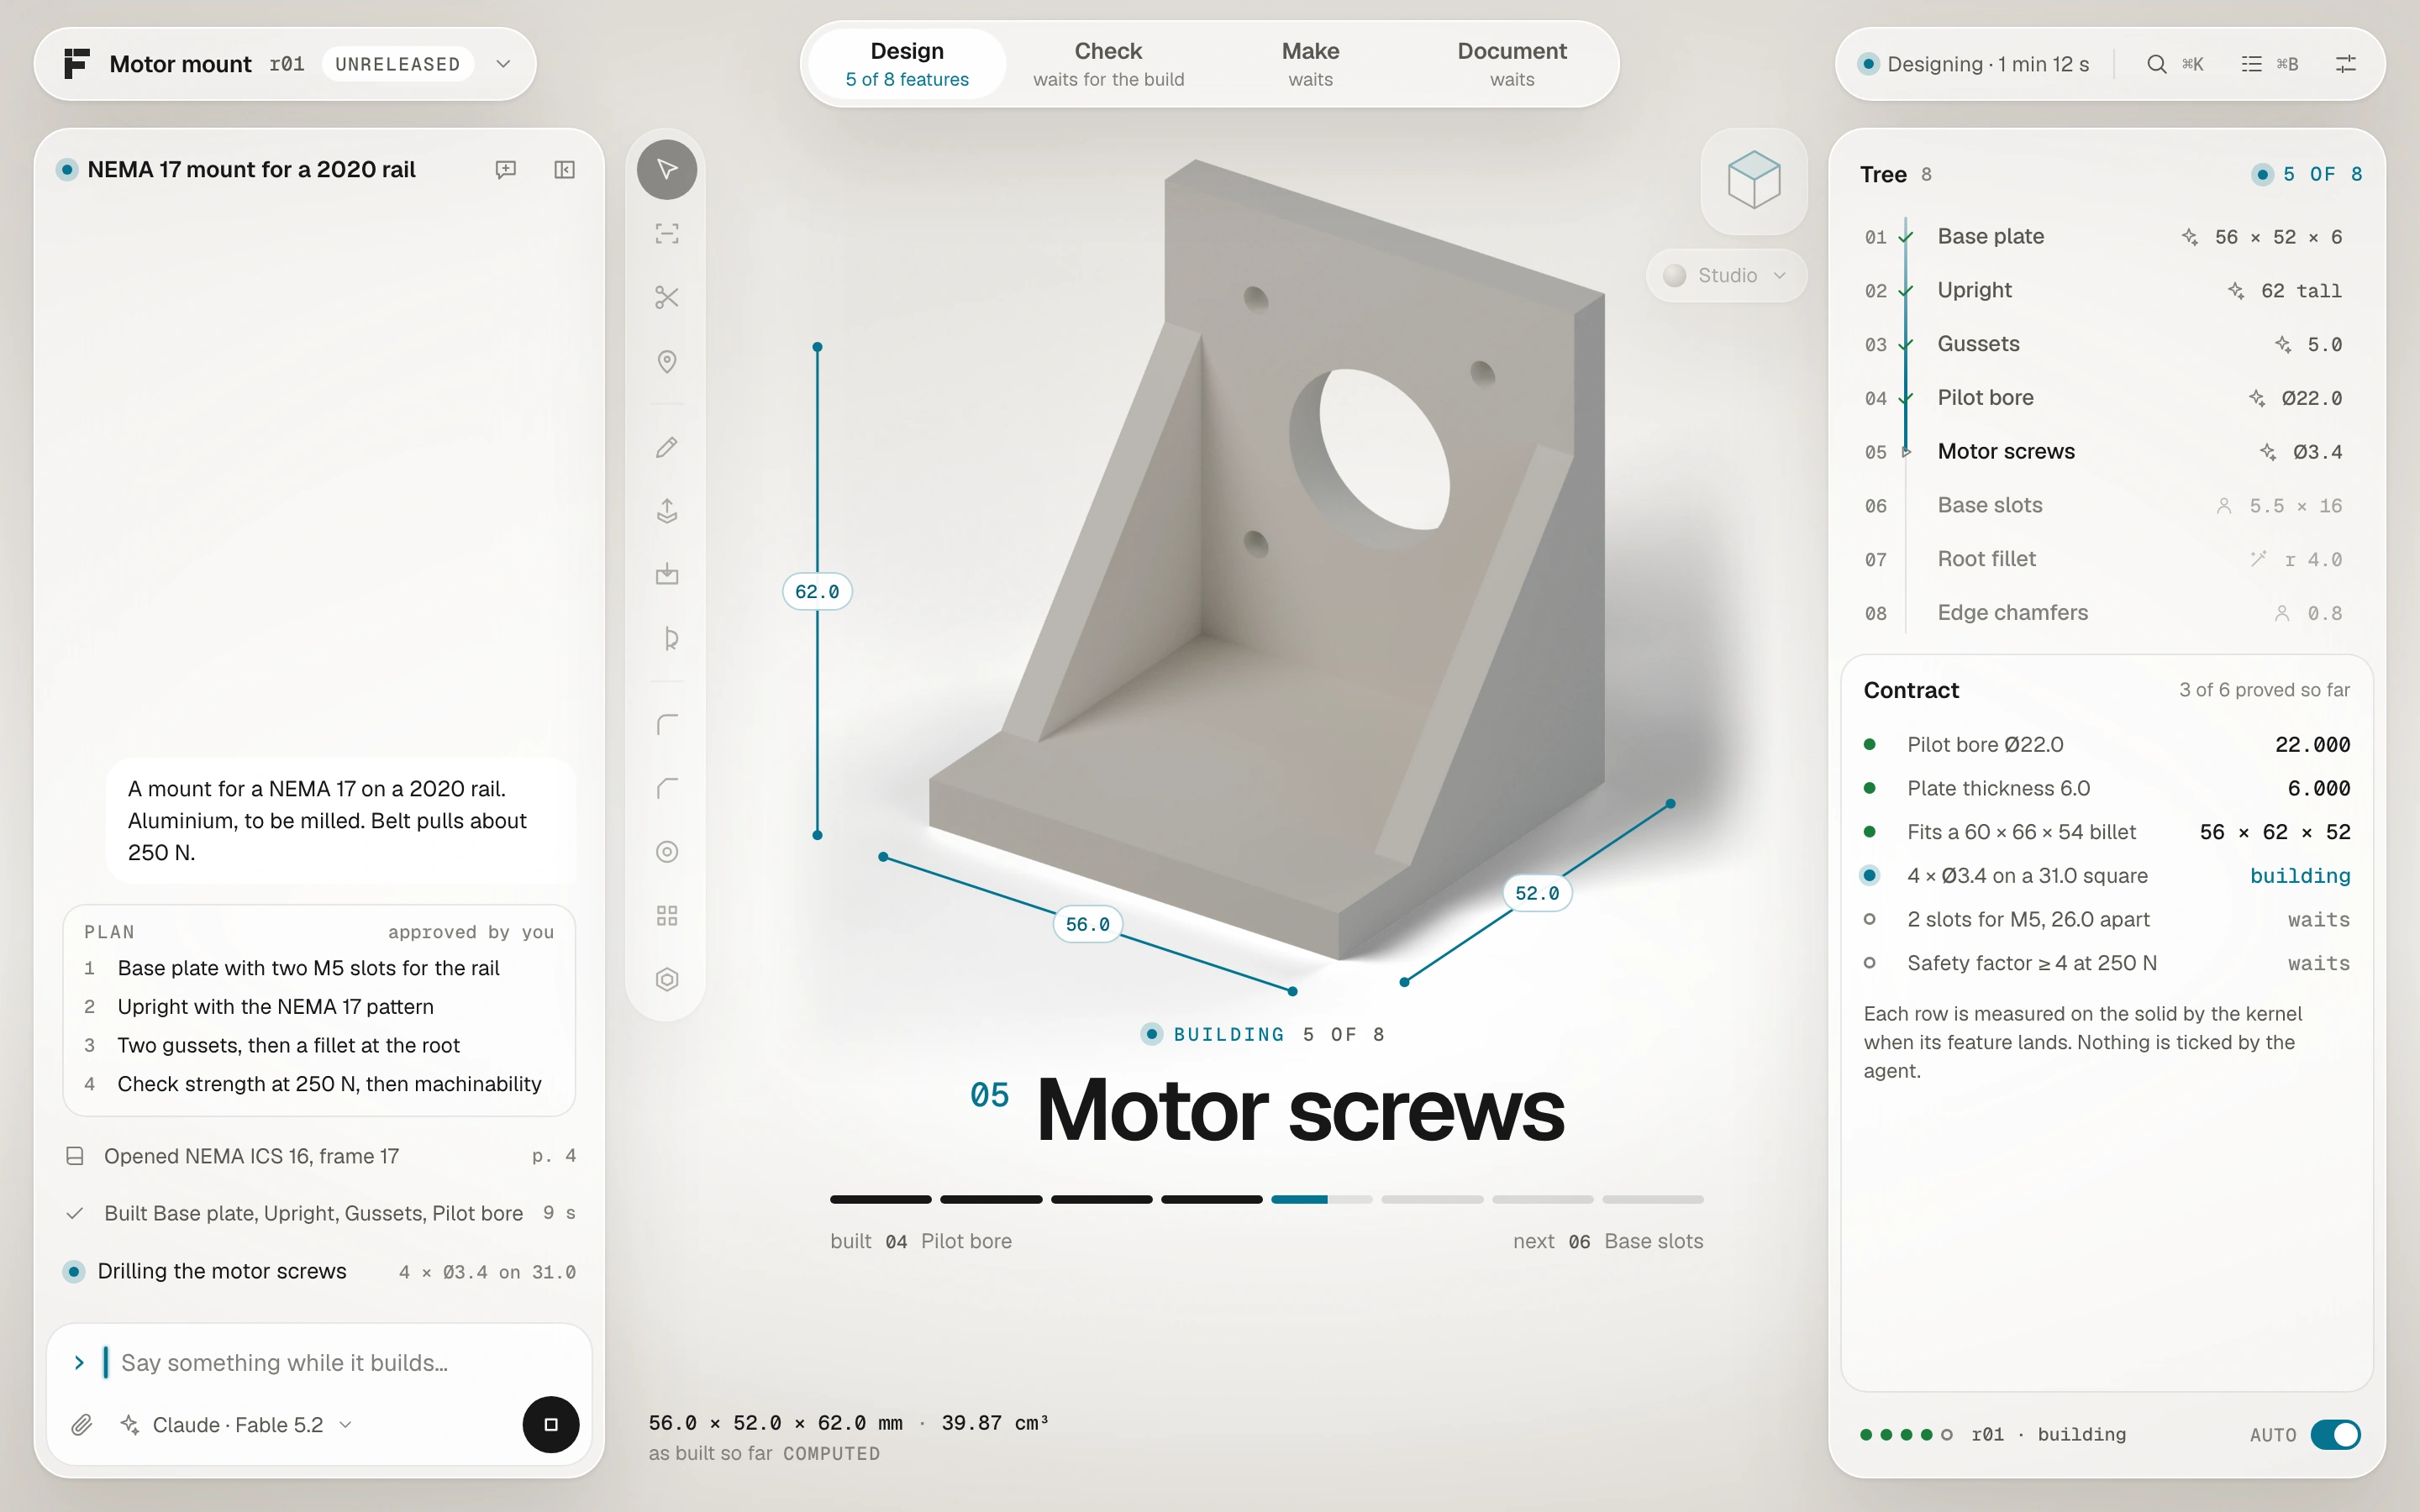 Motor mount r01 UNRELEASED
Design
5 of 8 features
Check
waits for the build
Make
waits
Document
waits
Designing · 1 min 12 s
⌘K
⌘B
NEMA 17 mount for a 2020 rail
A mount for a NEMA 17 on a 2020 rail.
Aluminium, to be milled. Belt pulls about
250 N.
PLAN approved by you
1 Base plate with two M5 slots for the rail
2 Upright with the NEMA 17 pattern
3 Two gussets, then a fillet at the root
4 Check strength at 250 N, then machinability
Opened NEMA ICS 16, frame 17 p. 4
Built Base plate, Upright, Gussets, Pilot bore 9 s
Drilling the motor screws 4 × Ø3.4 on 31.0
Say something while it builds…
Claude · Fable 5.2
Studio
62.0
56.0
52.0
BUILDING 5 OF 8
05 Motor screws
built 04 Pilot bore
next 06 Base slots
56.0 × 52.0 × 62.0 mm · 39.87 cm³
as built so far COMPUTED
Tree 8 5 OF 8
01 Base plate 56 × 52 × 6
02 Upright 62 tall
03 Gussets 5.0
04 Pilot bore Ø22.0
05 Motor screws Ø3.4
06 Base slots 5.5 × 16
07 Root fillet r 4.0
08 Edge chamfers 0.8
Contract 3 of 6 proved so far
Pilot bore Ø22.0 22.000
Plate thickness 6.0 6.000
Fits a 60 × 66 × 54 billet 56 × 62 × 52
4 × Ø3.4 on a 31.0 square building
2 slots for M5, 26.0 apart waits
Safety factor ≥ 4 at 250 N waits
Each row is measured on the solid by the kernel
when its feature lands. Nothing is ticked by the
agent.
r01 · building AUTO